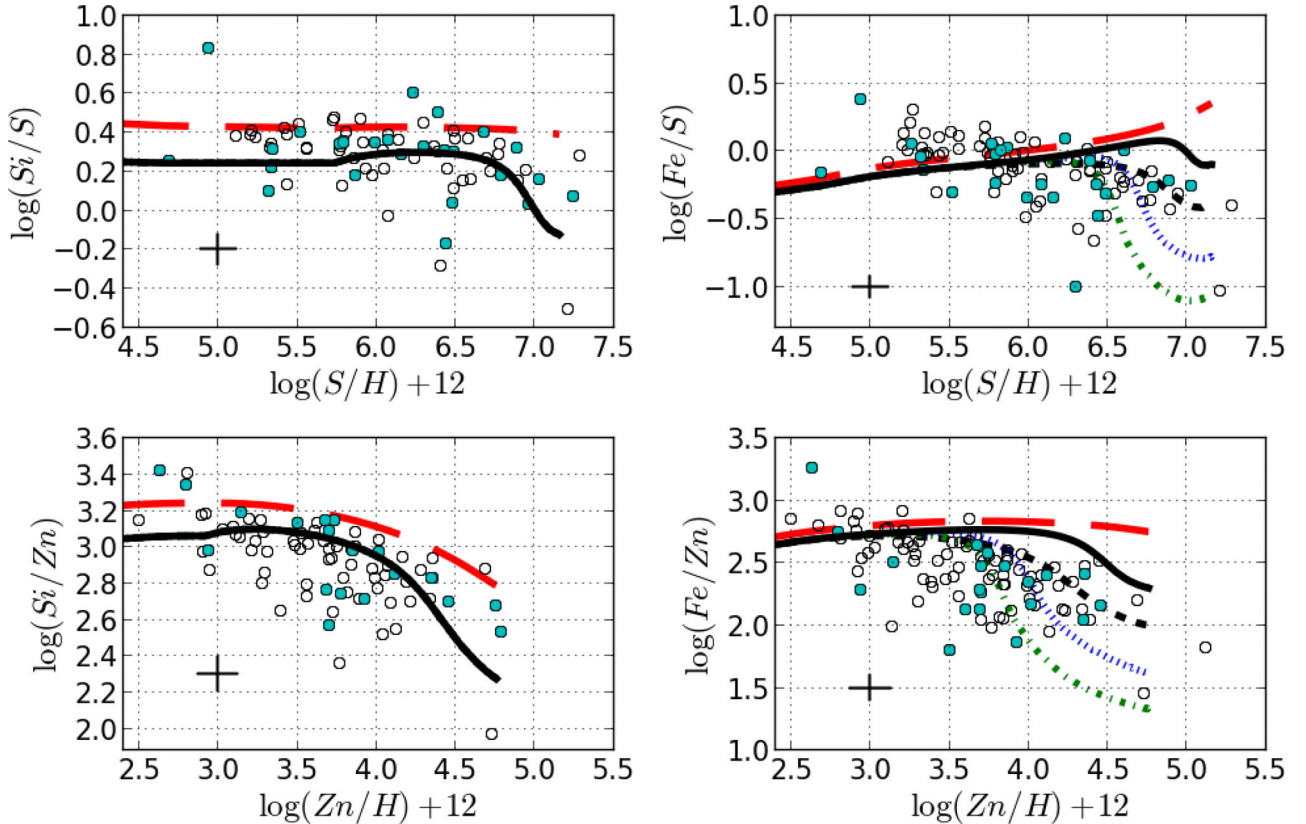 1.0
0.8
0.6
0.4
0.2
0.0
−0.2
−0.4
−0.6
log(Si/S)
4.5 5.0 5.5 6.0 6.5 7.0 7.5
log(S/H) + 12
1.0
0.5
0.0
−0.5
−1.0
log(Fe/S)
4.5 5.0 5.5 6.0 6.5 7.0 7.5
log(S/H) + 12
3.6
3.4
3.2
3.0
2.8
2.6
2.4
2.2
2.0
log(Si/Zn)
2.5 3.0 3.5 4.0 4.5 5.0 5.5
log(Zn/H) + 12
3.5
3.0
2.5
2.0
1.5
1.0
log(Fe/Zn)
2.5 3.0 3.5 4.0 4.5 5.0 5.5
log(Zn/H) + 12